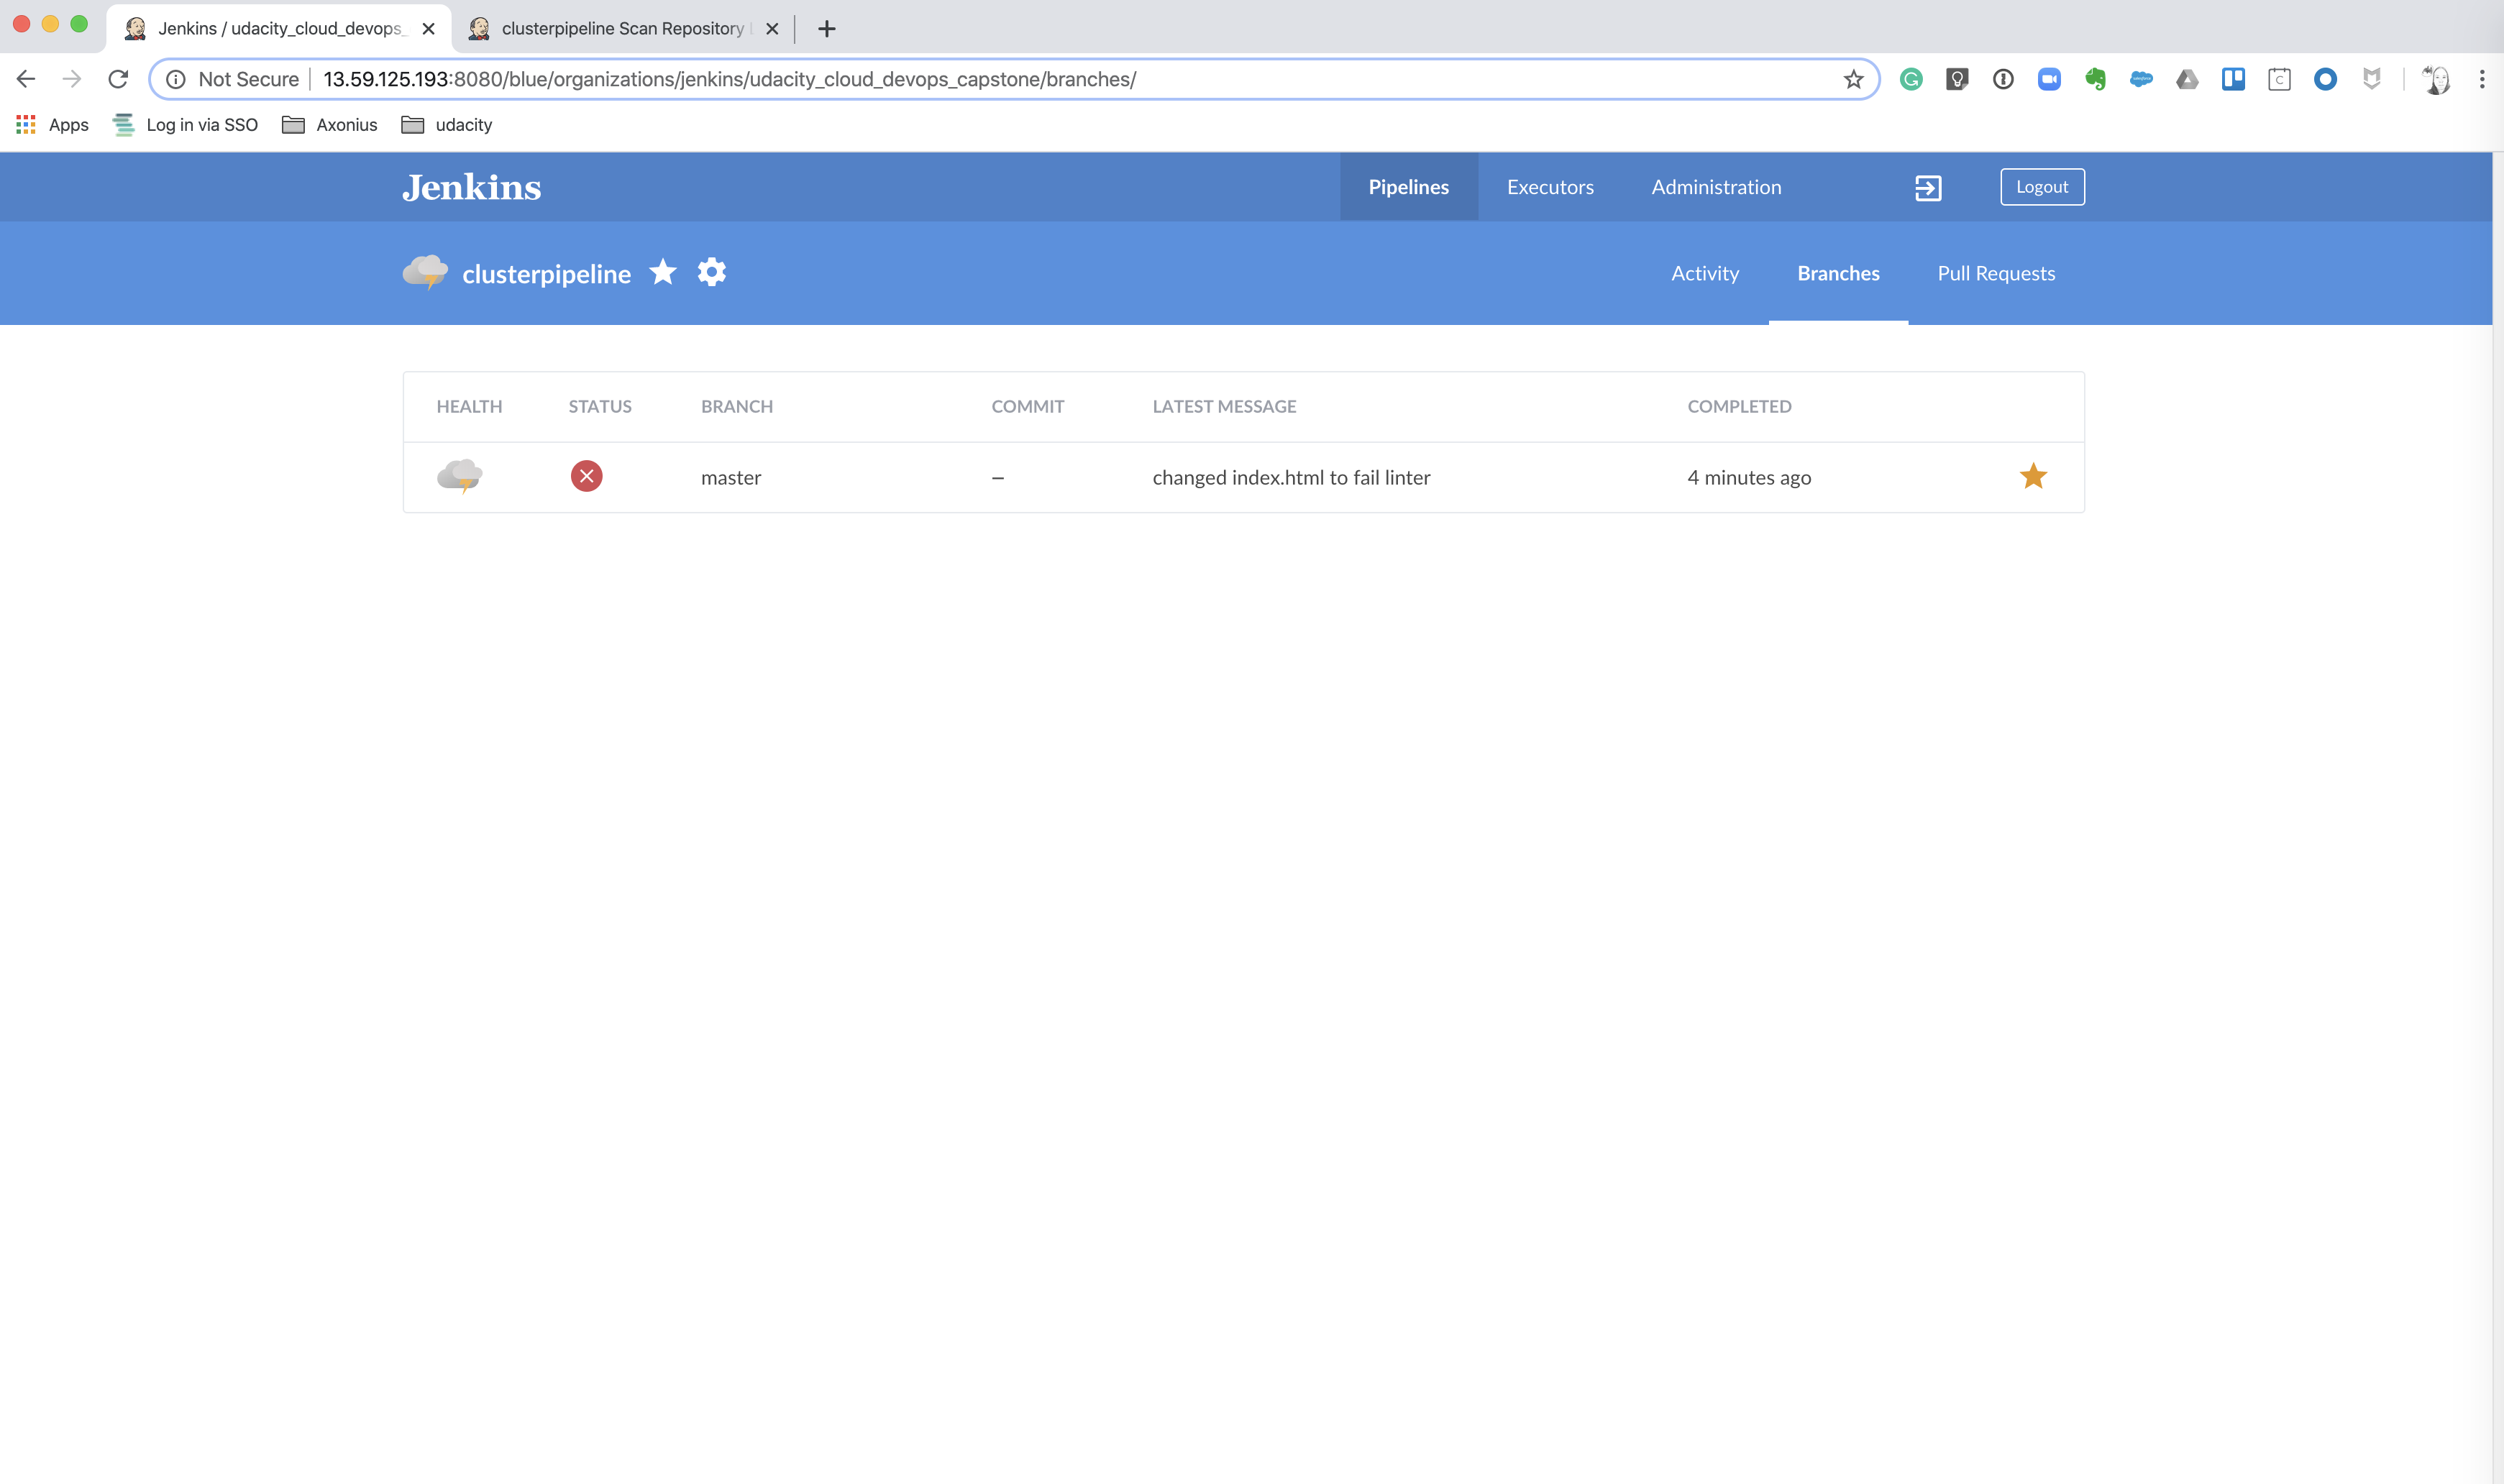 Jenkins / udacity_cloud_devops_
clusterpipeline Scan Repository
Not Secure 13.59.125.193:8080/blue/organizations/jenkins/udacity_cloud_devops_capstone/branches/
Apps Log in via SSO Axonius udacity
Jenkins Pipelines Executors Administration Logout
clusterpipeline Activity Branches Pull Requests
HEALTH STATUS BRANCH COMMIT LATEST MESSAGE COMPLETED
master – changed index.html to fail linter 4 minutes ago